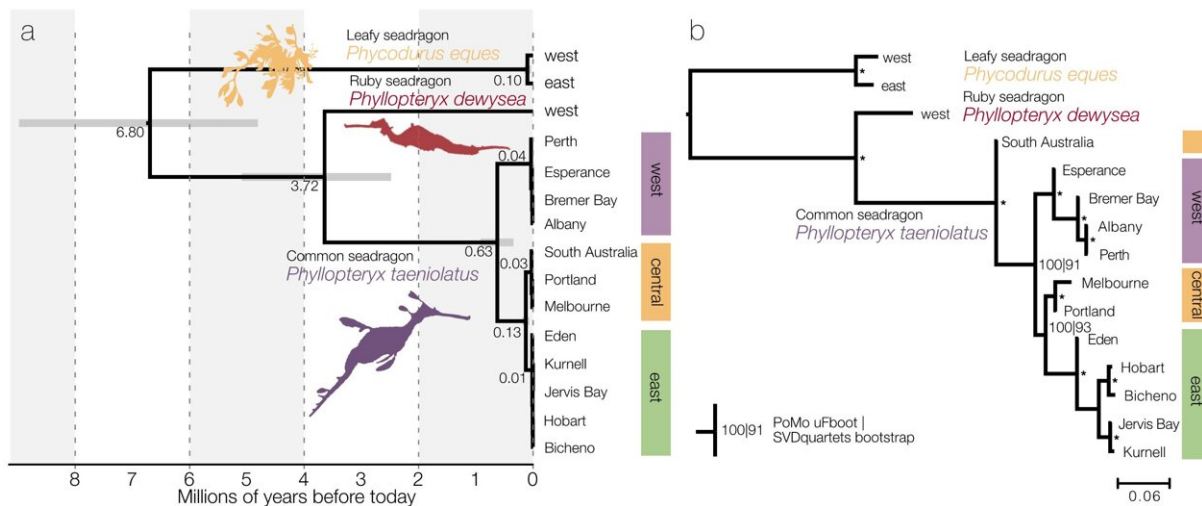 a
Leafy seadragon
Phycodurus eques
west
0.10
east
Ruby seadragon
Phyllopteryx dewysea
west
6.80
Perth
0.04
Esperance
3.72
Bremer Bay
Albany
west
Common seadragon
Phyllopteryx taeniolatus
0.63
South Australia
0.03
Portland
Melbourne
central
0.13
Eden
Kurnell
0.01
Jervis Bay
Hobart
Bicheno
east
8 7 6 5 4 3 2 1 0
Millions of years before today
b
west
*
east
Leafy seadragon
Phycodurus eques
Ruby seadragon
Phyllopteryx dewysea
west
*
South Australia
Esperance
*
Bremer Bay
*
Albany
*
Perth
west
Common seadragon
Phyllopteryx taeniolatus
*
100|91
Melbourne
*
Portland
central
100|93
Eden
*
Hobart
*
Bicheno
Jervis Bay
*
Kurnell
east
100|91
PoMo uFboot |
SVDquartets bootstrap
0.06